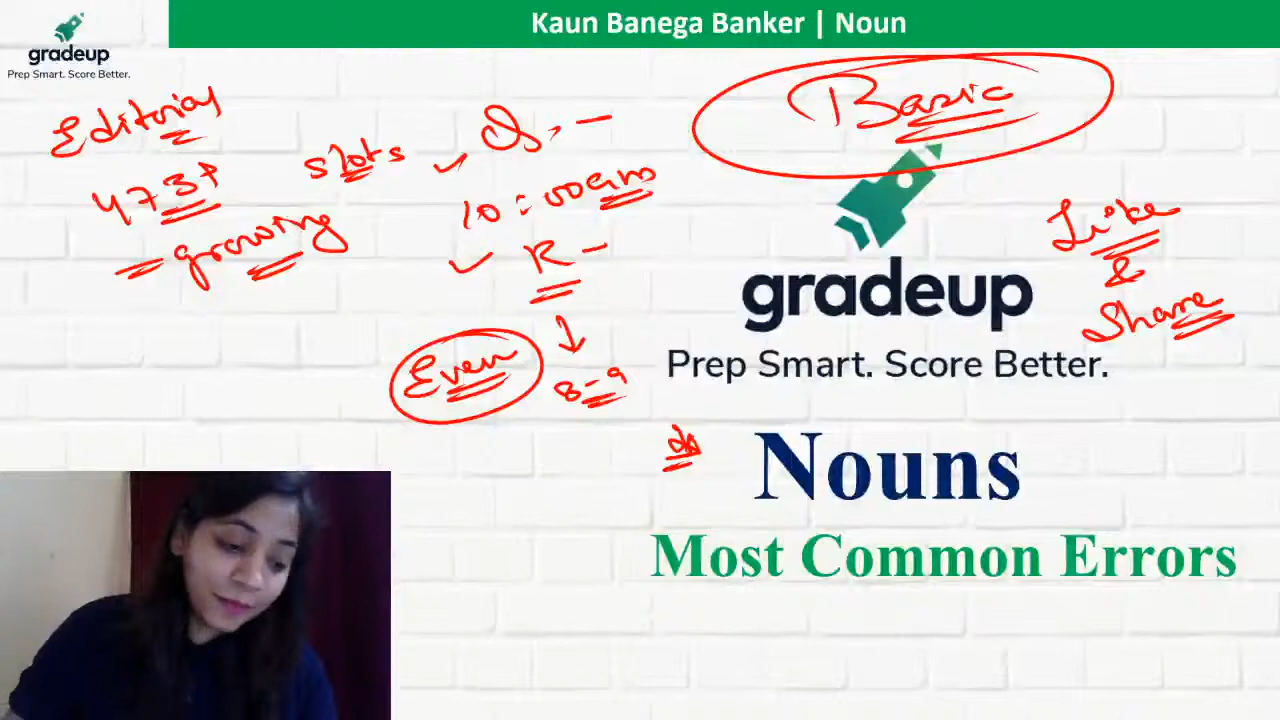 Kaun Banega Banker | Noun
gradeup
Prep Smart. Score Better.
Editorial
473+
growing
slots
10:00am
R -
Even
8-9
Basic
Like
&
Share
gradeup
Prep Smart. Score Better.
Nouns
Most Common Errors